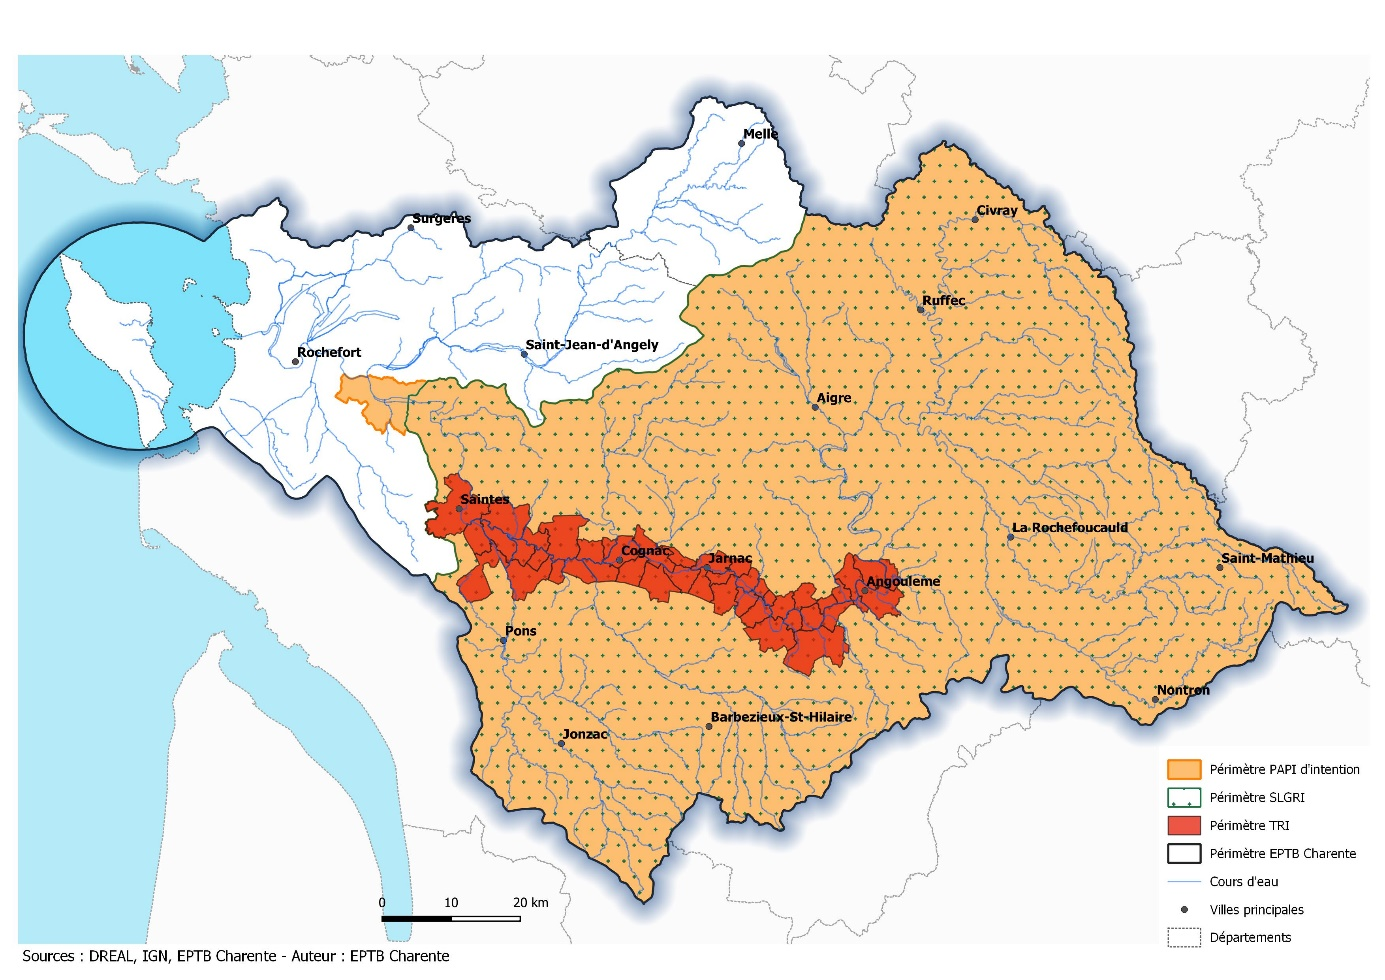 Melle
Civray
Surgères
Ruffec
Rochefort
Saint-Jean-d'Angely
Aigre
Saintes
La Rochefoucauld
Cognac
Jarnac
Saint-Mathieu
Angouleme
Pons
Nontron
Barbezieux-St-Hilaire
Jonzac
Périmètre PAPI d'intention
Périmètre SLGRI
Périmètre TRI
Périmètre EPTB Charente
Cours d'eau
Villes principales
Départements
0 10 20 km
Sources : DREAL, IGN, EPTB Charente - Auteur : EPTB Charente